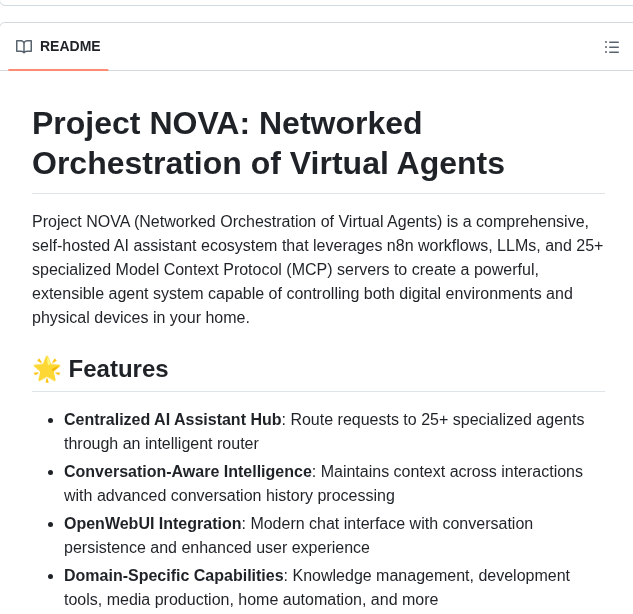 README
Project NOVA: Networked
Orchestration of Virtual Agents
Project NOVA (Networked Orchestration of Virtual Agents) is a comprehensive,
self-hosted AI assistant ecosystem that leverages n8n workflows, LLMs, and 25+
specialized Model Context Protocol (MCP) servers to create a powerful,
extensible agent system capable of controlling both digital environments and
physical devices in your home.
🌟 Features
• Centralized AI Assistant Hub: Route requests to 25+ specialized agents
through an intelligent router
• Conversation-Aware Intelligence: Maintains context across interactions
with advanced conversation history processing
• OpenWebUI Integration: Modern chat interface with conversation
persistence and enhanced user experience
• Domain-Specific Capabilities: Knowledge management, development
tools, media production, home automation, and more